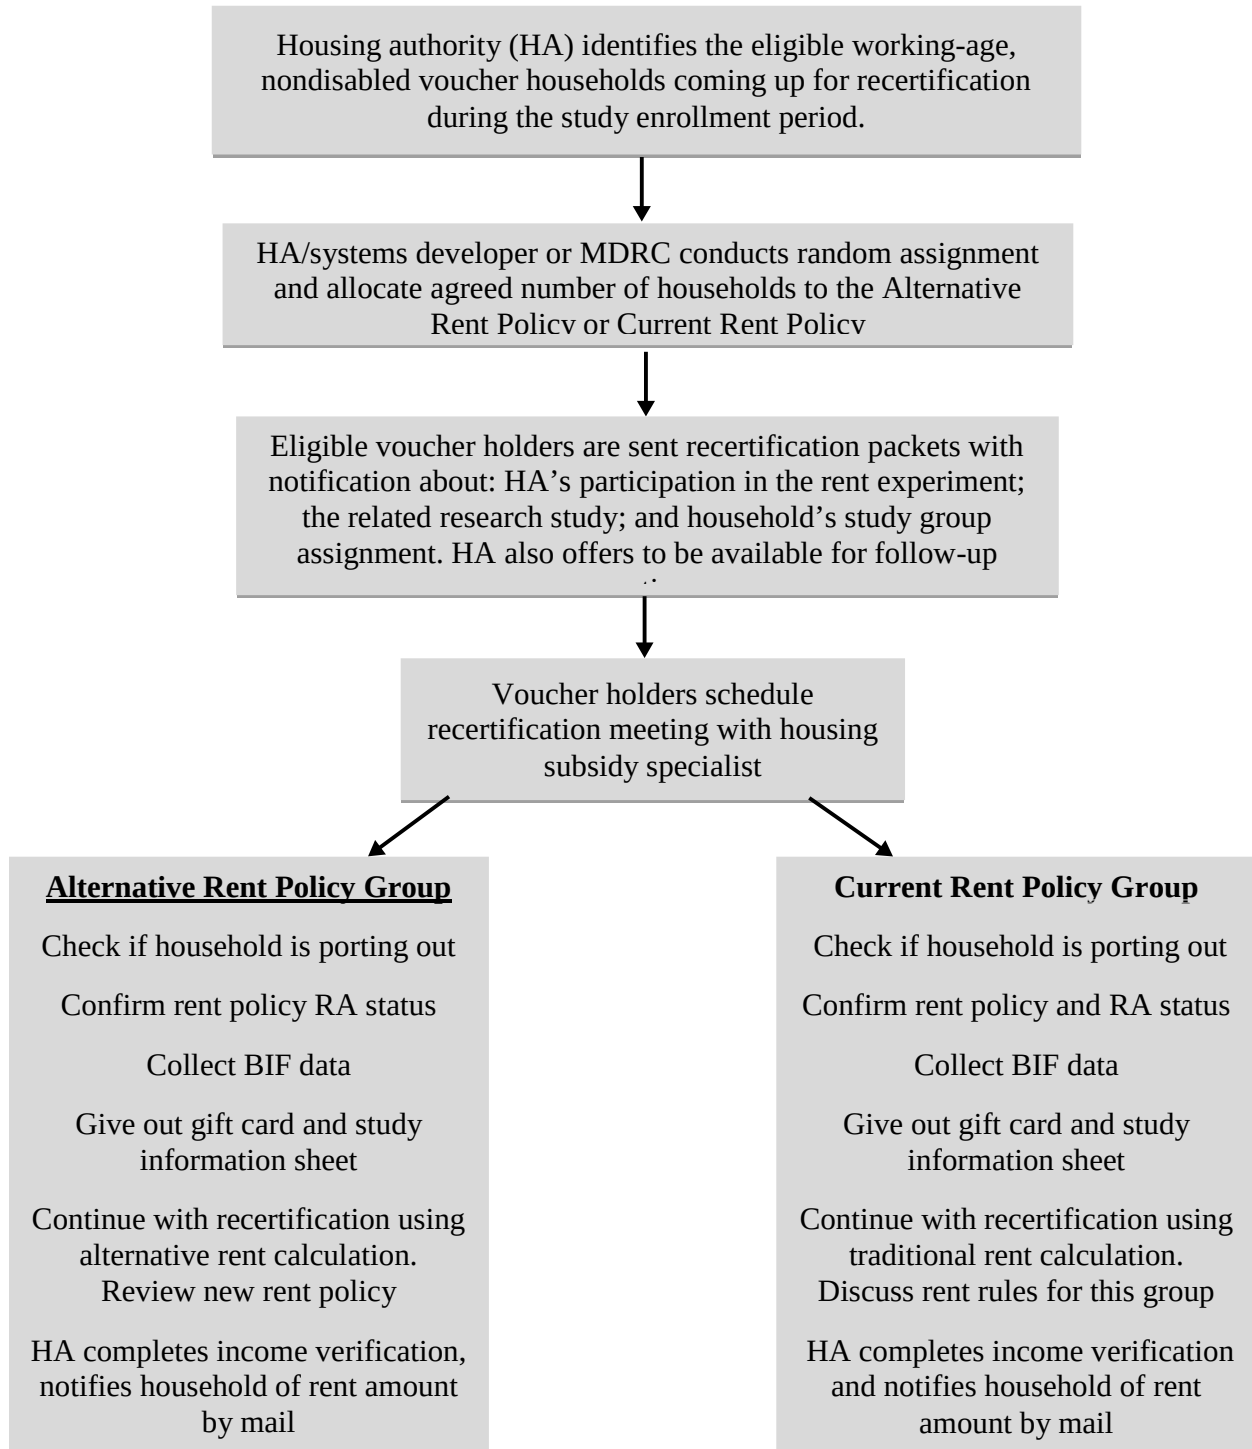 Housing authority (HA) identifies the eligible working-age,
nondisabled voucher households coming up for recertification
during the study enrollment period.
HA/systems developer or MDRC conducts random assignment
and allocate agreed number of households to the Alternative
Rent Policy or Current Rent Policy
Eligible voucher holders are sent recertification packets with
notification about: HA’s participation in the rent experiment;
the related research study; and household’s study group
assignment. HA also offers to be available for follow-up
Voucher holders schedule
recertification meeting with housing
subsidy specialist
Alternative Rent Policy Group
Check if household is porting out
Confirm rent policy RA status
Collect BIF data
Give out gift card and study
information sheet
Continue with recertification using
alternative rent calculation.
Review new rent policy
HA completes income verification,
notifies household of rent amount
by mail
Current Rent Policy Group
Check if household is porting out
Confirm rent policy and RA status
Collect BIF data
Give out gift card and study
information sheet
Continue with recertification using
traditional rent calculation.
Discuss rent rules for this group
HA completes income verification
and notifies household of rent
amount by mail